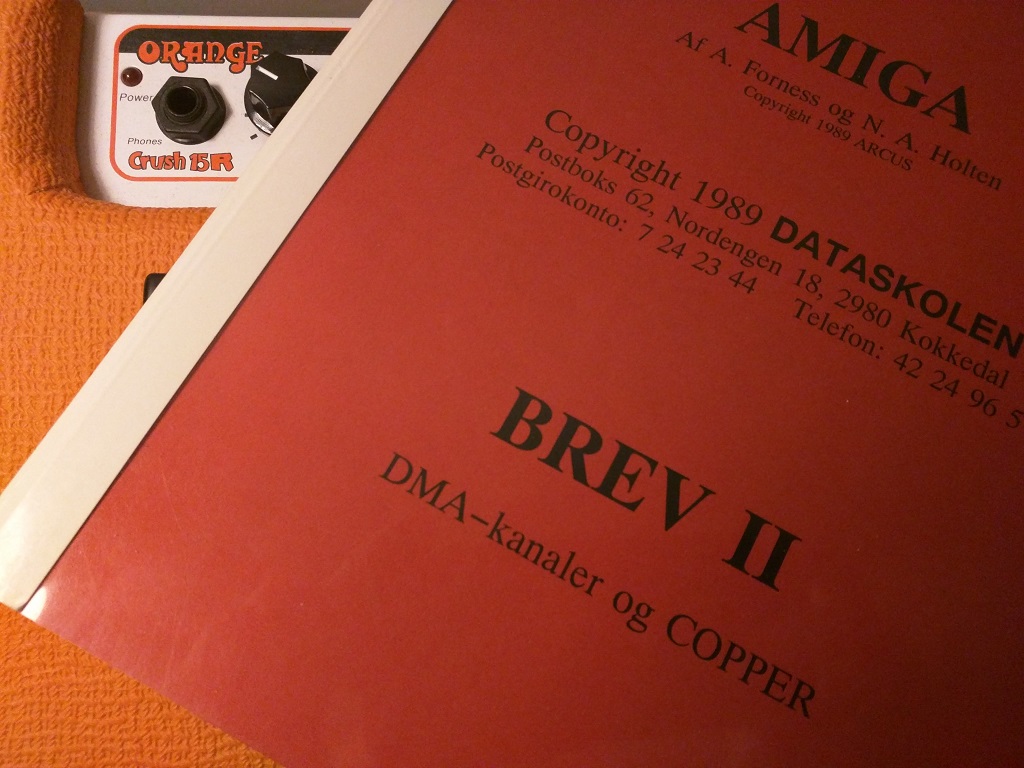 ORANGE
Power
Phones
Crush 15R
AMIGA
Af A. Forness og N. A. Holten
Copyright 1989 ARCUS
Copyright 1989 DATASKOLEN
Postboks 62, Nordengen 18, 2980 Kokkedal
Postgirokonto: 7 24 23 44 Telefon: 42 24 96 5
BREV II
DMA-kanaler og COPPER